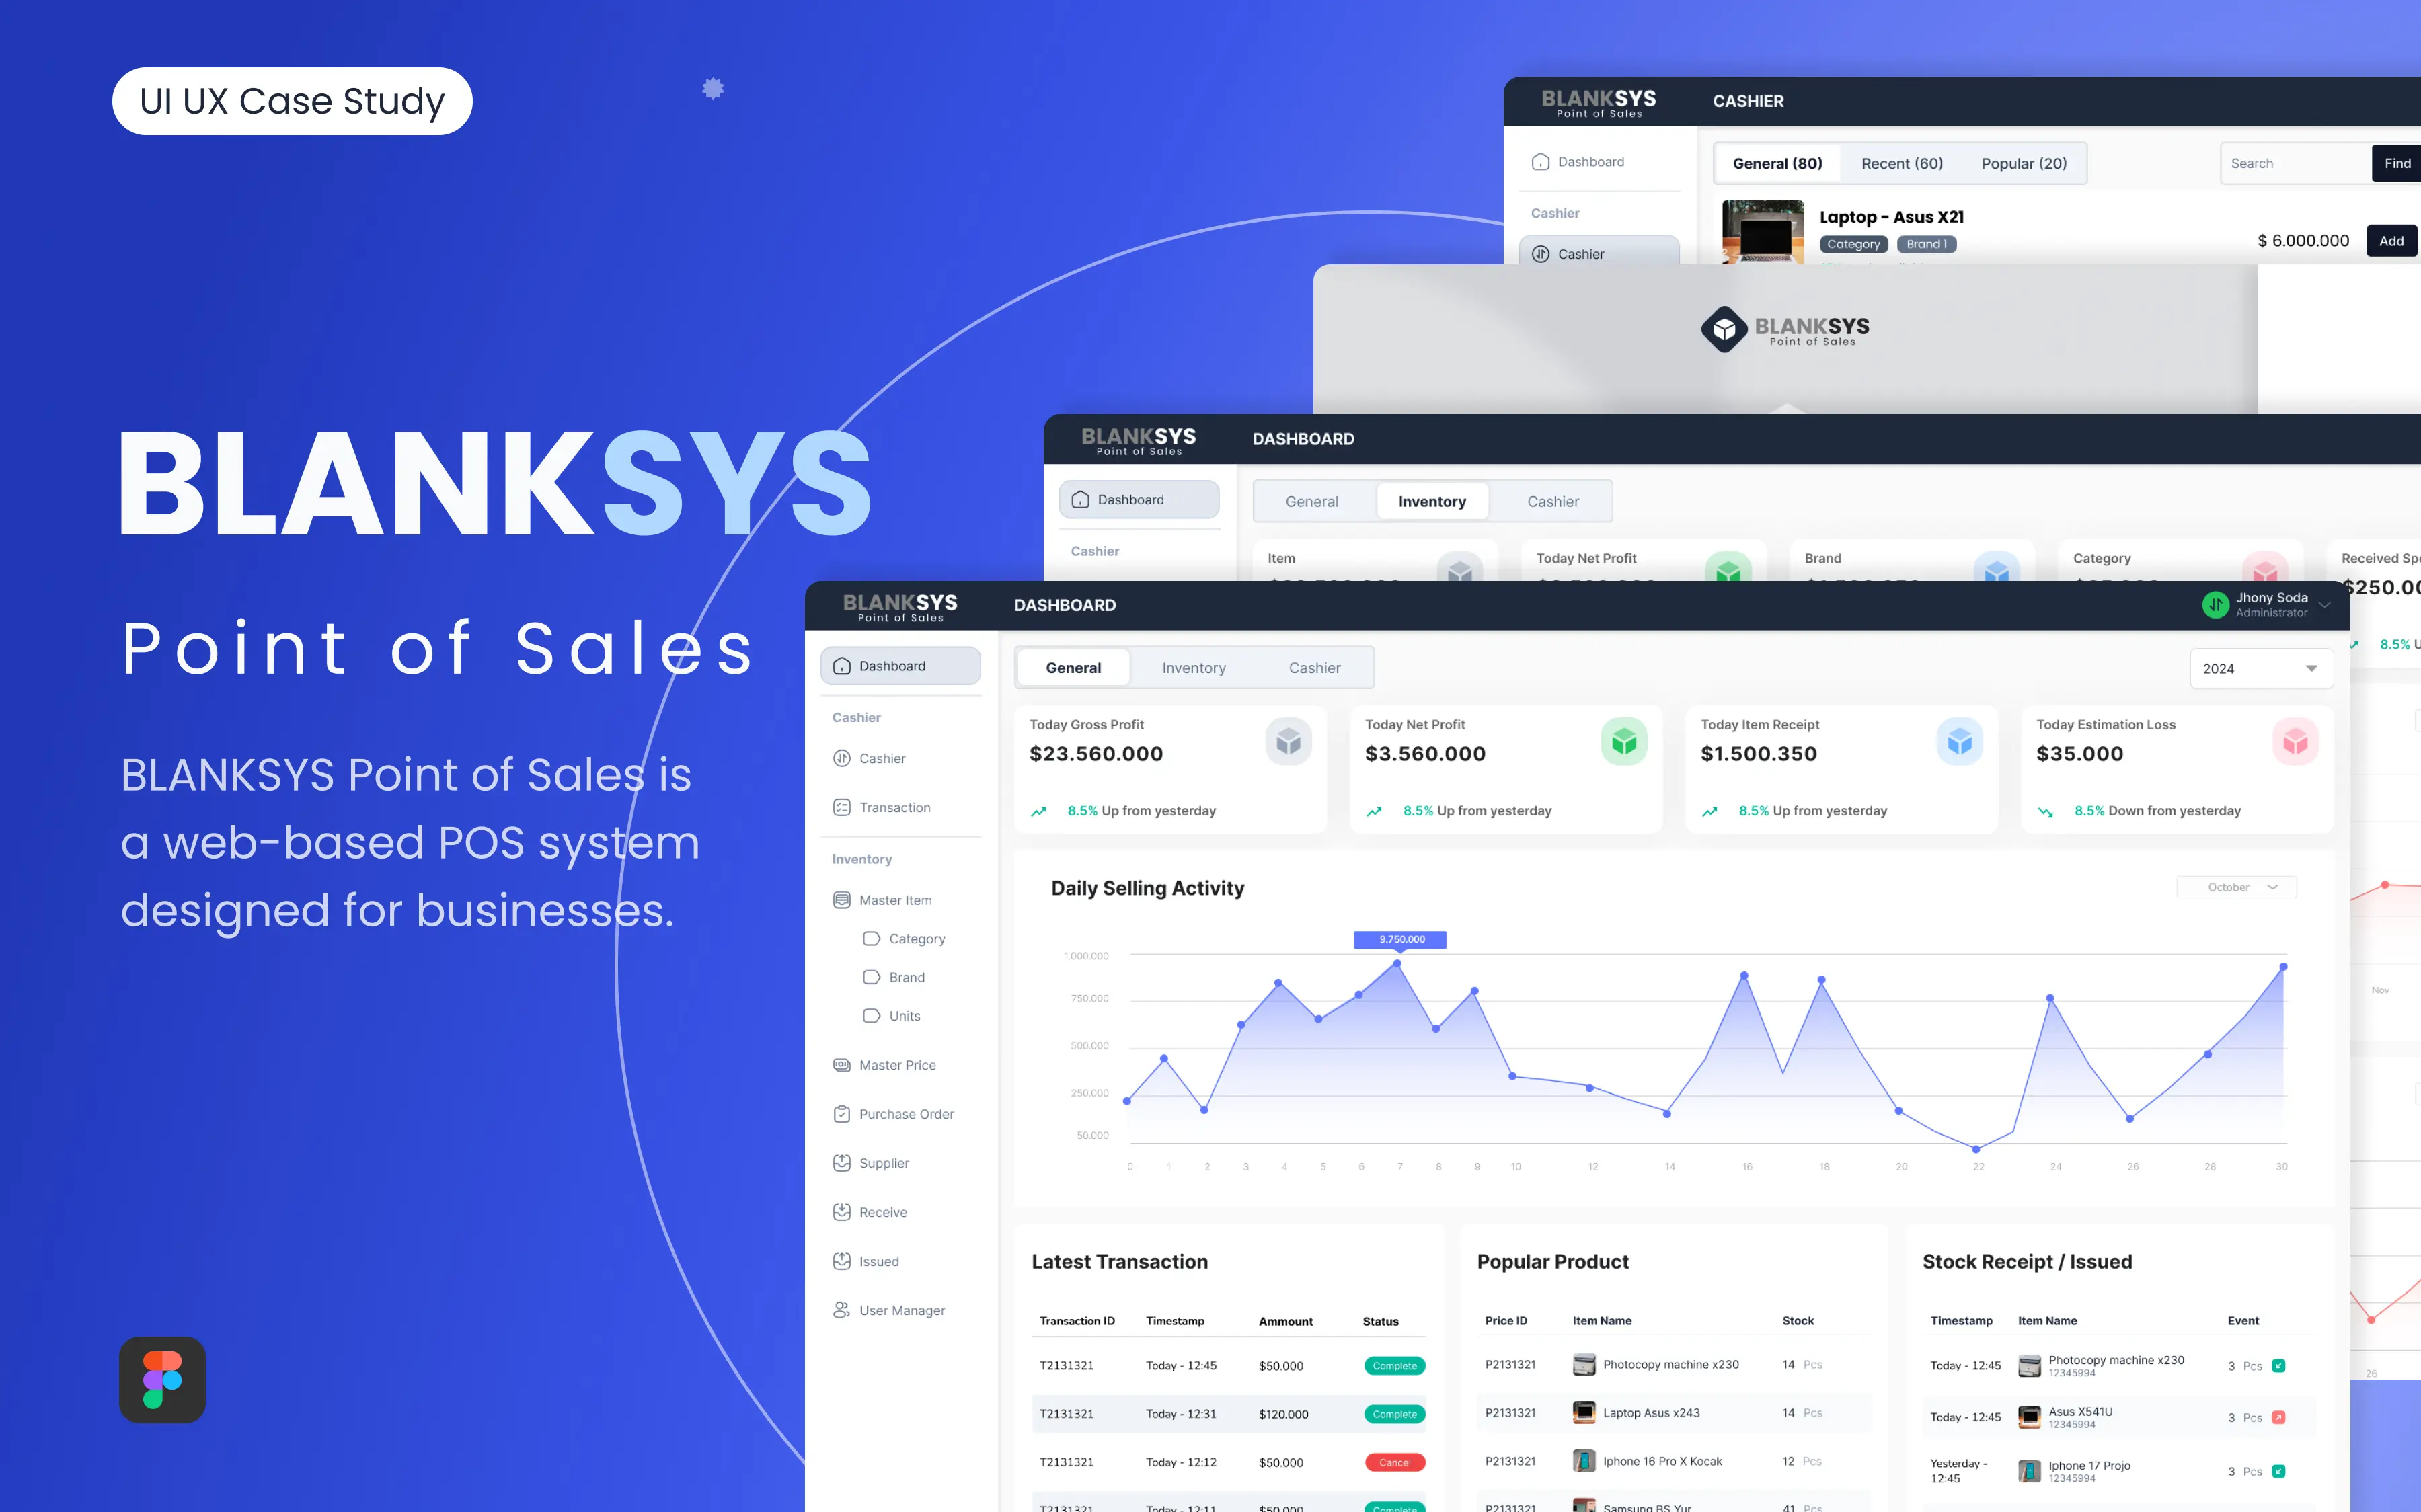 UI UX Case Study
BLANKSYS
Point of Sales
BLANKSYS Point of Sales is
a web-based POS system
designed for businesses.
BLANKSYS
Point of Sales
CASHIER
Dashboard
Cashier
Cashier
General (80)
Recent (60)
Popular (20)
Search
Find
Laptop - Asus X21
Category
Brand 1
$ 6.000.000
Add
BLANKSYS
Point of Sales
BLANKSYS
Point of Sales
DASHBOARD
Dashboard
Cashier
General
Inventory
Cashier
Item
Today Net Profit
Brand
Category
Received
8.5%
Nov
26
BLANKSYS
Point of Sales
DASHBOARD
Jhony Soda
Administrator
Dashboard
Cashier
Cashier
Transaction
Inventory
Master Item
Category
Brand
Units
Master Price
Purchase Order
Supplier
Receive
Issued
User Manager
General
Inventory
Cashier
2024
Today Gross Profit
$23.560.000
8.5% Up from yesterday
Today Net Profit
$3.560.000
8.5% Up from yesterday
Today Item Receipt
$1.500.350
8.5% Up from yesterday
Today Estimation Loss
$35.000
8.5% Down from yesterday
Daily Selling Activity
October
9.750.000
1.000.000
750.000
500.000
250.000
50.000
0 1 2 3 4 5 6 7 8 9 10 12 14 16 18 20 22 24 26 28 30
Latest Transaction
Transaction ID Timestamp Ammount Status
T2131321 Today - 12:45 $50.000 Complete
T2131321 Today - 12:31 $120.000 Complete
T2131321 Today - 12:12 $50.000 Cancel
T2131321 Today - 12:11 $50.000 Complete
Popular Product
Price ID Item Name Stock
P2131321 Photocopy machine x230 14 Pcs
P2131321 Laptop Asus x243 14 Pcs
P2131321 Iphone 16 Pro X Kocak 12 Pcs
P2131321 Samsung BS Yur 41 Pcs
Stock Receipt / Issued
Timestamp Item Name Event
Today - 12:45 Photocopy machine x230 3 Pcs
12345994
Today - 12:45 Asus X541U 3 Pcs
12345994
Yesterday - Iphone 17 Projo 3 Pcs
12:45 12345994